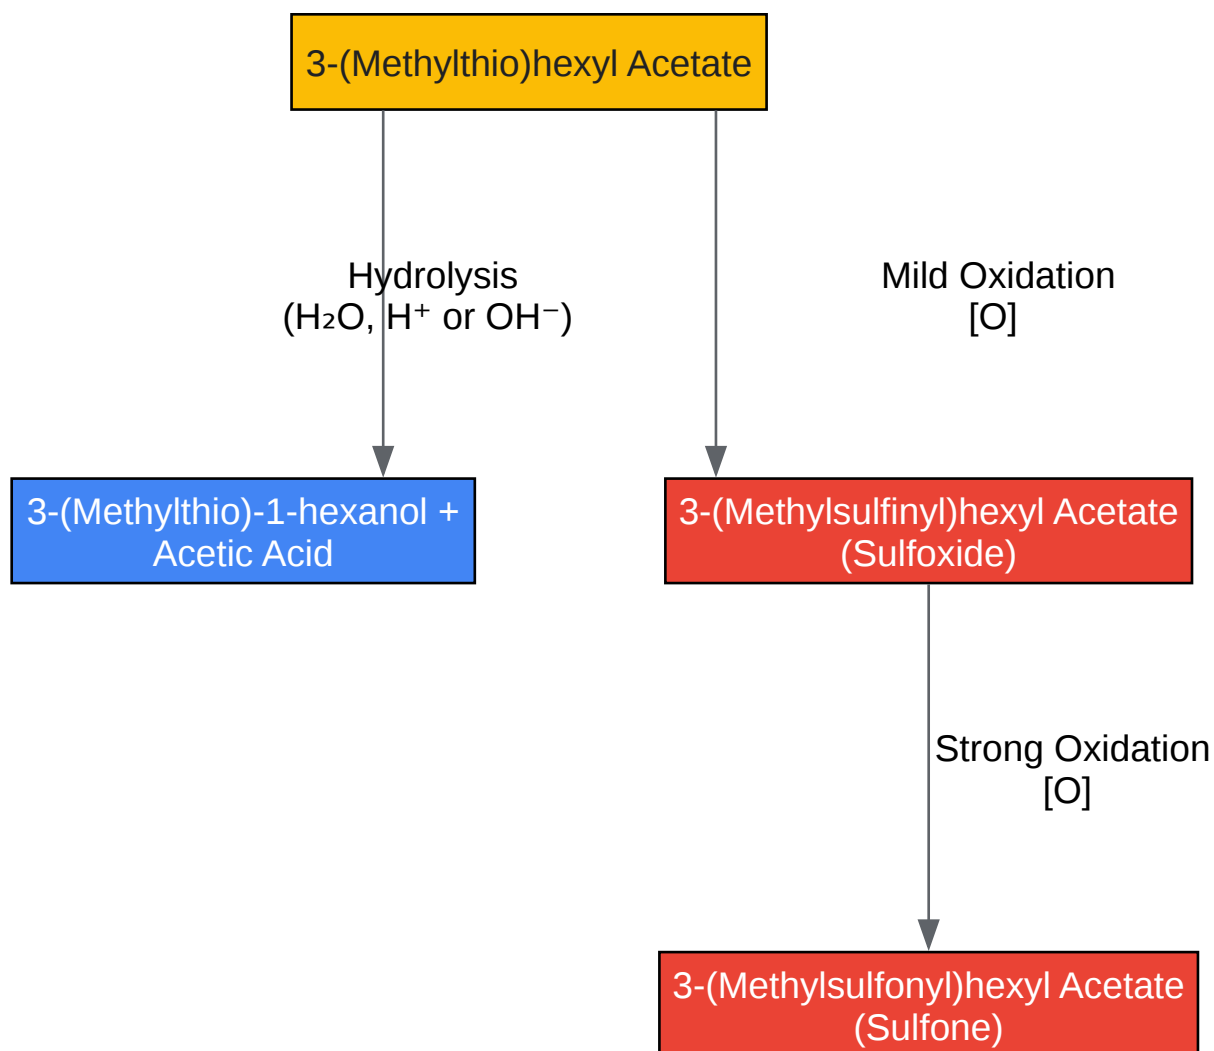 3-(Methylthio)hexyl Acetate
Hydrolysis
(H₂O, H⁺ or OH⁻)
Mild Oxidation
[O]
3-(Methylthio)-1-hexanol +
Acetic Acid
3-(Methylsulfinyl)hexyl Acetate
(Sulfoxide)
Strong Oxidation
[O]
3-(Methylsulfonyl)hexyl Acetate
(Sulfone)